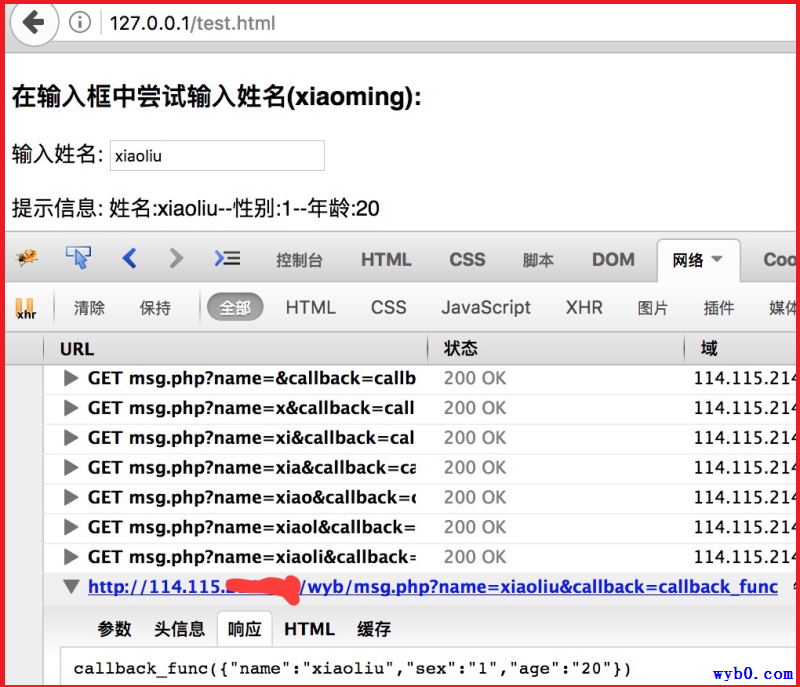 127.0.0.1/test.html
在输入框中尝试输入姓名(xiaoming):
输入姓名: xiaoliu
提示信息: 姓名:xiaoliu--性别:1--年龄:20
控制台 HTML CSS 脚本 DOM 网络 Coo
xhr 清除 保持 全部 HTML CSS JavaScript XHR 图片 插件 媒体
URL 状态 域
GET msg.php?name=&callback=callb 200 OK 114.115.214
GET msg.php?name=x&callback=call 200 OK 114.115.214
GET msg.php?name=xi&callback=cal 200 OK 114.115.214
GET msg.php?name=xia&callback=ca 200 OK 114.115.214
GET msg.php?name=xiao&callback=c 200 OK 114.115.214
GET msg.php?name=xiaol&callback= 200 OK 114.115.214
GET msg.php?name=xiaoli&callback= 200 OK 114.115.214
http://114.115. /wyb/msg.php?name=xiaoliu&callback=callback_func
参数 头信息 响应 HTML 缓存
callback_func({"name":"xiaoliu","sex":"1","age":"20"})
wyb0.com